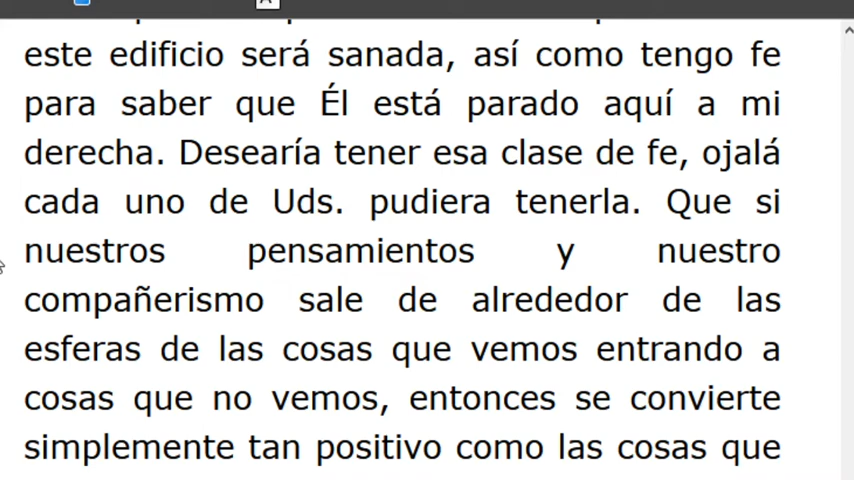 este edificio será sanada, así como tengo fe
para saber que Él está parado aquí a mi
derecha. Desearía tener esa clase de fe, ojalá
cada uno de Uds. pudiera tenerla. Que si
nuestros pensamientos y nuestro
compañerismo sale de alrededor de las
esferas de las cosas que vemos entrando a
cosas que no vemos, entonces se convierte
simplemente tan positivo como las cosas que